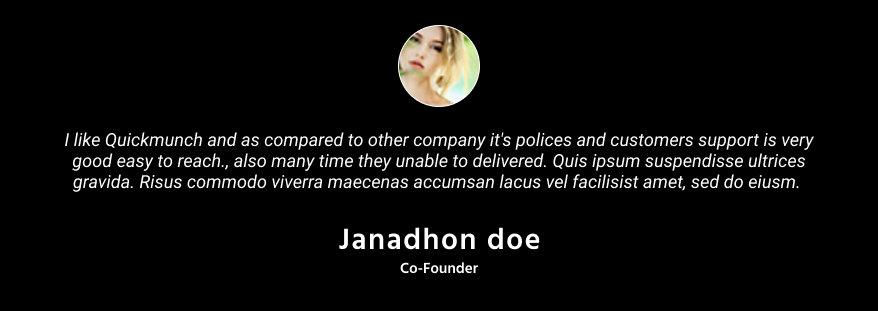 I like Quickmunch and as compared to other company it's polices and customers support is very
good easy to reach., also many time they unable to delivered. Quis ipsum suspendisse ultrices
gravida. Risus commodo viverra maecenas accumsan lacus vel facilisist amet, sed do eiusm.
Janadhon doe
Co-Founder